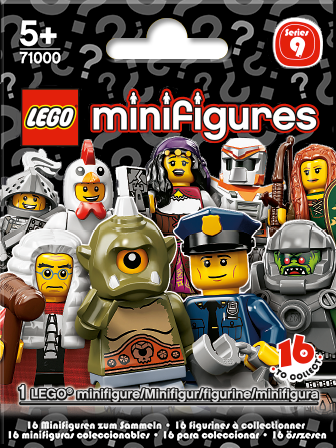 5+
71000
Series
9
LEGO minifigures
16
TO COLLECT
1 LEGO® minifigure/Minifigur/figurine/minifigura
16 Minifiguren zum Sammeln • 16 figurines à collectionner
16 minifiguras coleccionables • 16 para colecionar • 16 összesen